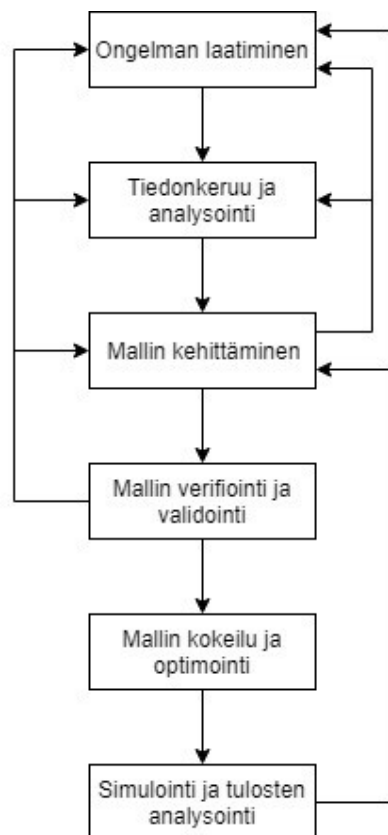 Ongelman laatiminen
Tiedonkeruu ja
analysointi
Mallin kehittäminen
Mallin verifiointi ja
validointi
Mallin kokeilu ja
optimointi
Simulointi ja tulosten
analysointi